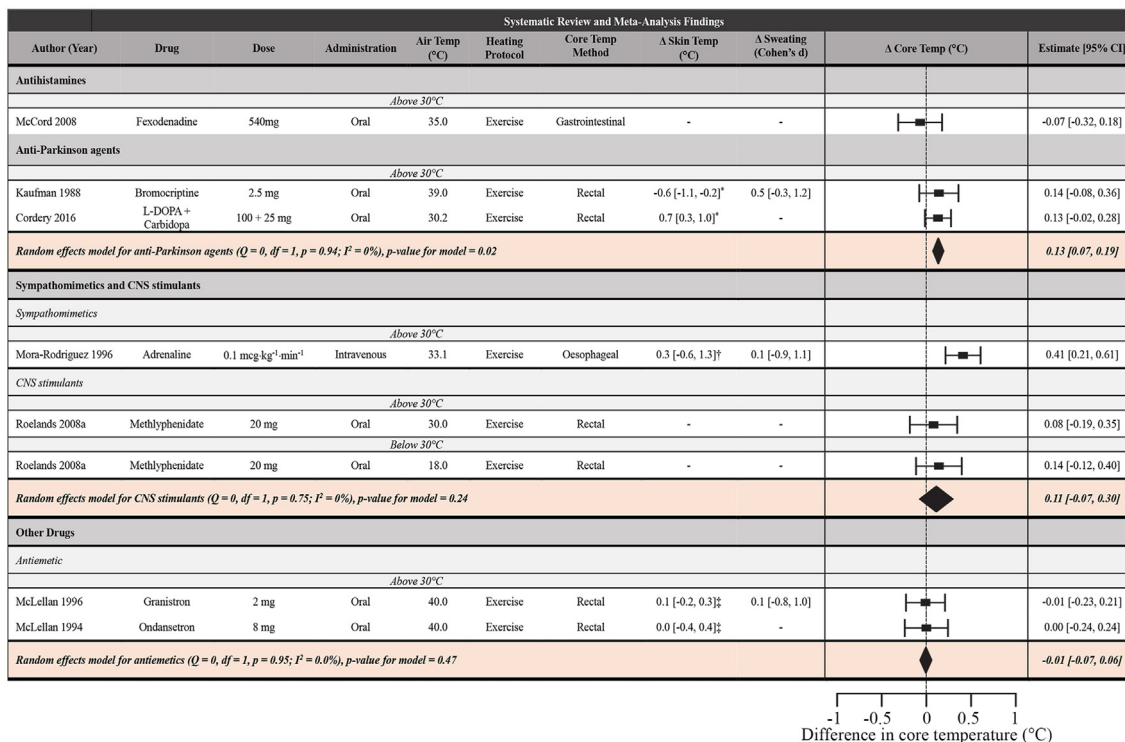 Systematic Review and Meta-Analysis Findings
Author (Year) Drug Dose Administration Air Temp (°C) Heating Protocol Core Temp Method Δ Skin Temp (°C) Δ Sweating (Cohen's d) Δ Core Temp (°C) Estimate [95% CI]
Antihistamines
Above 30°C
McCord 2008 Fexodenadine 540mg Oral 35.0 Exercise Gastrointestinal - - -0.07 [-0.32, 0.18]
Anti-Parkinson agents
Above 30°C
Kaufman 1988 Bromocriptine 2.5 mg Oral 39.0 Exercise Rectal -0.6 [-1.1, -0.2]* 0.5 [-0.3, 1.2] 0.14 [-0.08, 0.36]
Cordery 2016 L-DOPA + Carbidopa 100 + 25 mg Oral 30.2 Exercise Rectal 0.7 [0.3, 1.0]* - 0.13 [-0.02, 0.28]
Random effects model for anti-Parkinson agents (Q = 0, df = 1, p = 0.94; I² = 0%), p-value for model = 0.02 0.13 [0.07, 0.19]
Sympathomimetics and CNS stimulants
Sympathomimetics
Above 30°C
Mora-Rodriguez 1996 Adrenaline 0.1 mcg·kg⁻¹·min⁻¹ Intravenous 33.1 Exercise Oesophageal 0.3 [-0.6, 1.3]† 0.1 [-0.9, 1.1] 0.41 [0.21, 0.61]
CNS stimulants
Above 30°C
Roelands 2008a Methlyphenidate 20 mg Oral 30.0 Exercise Rectal - - 0.08 [-0.19, 0.35]
Below 30°C
Roelands 2008a Methlyphenidate 20 mg Oral 18.0 Exercise Rectal - - 0.14 [-0.12, 0.40]
Random effects model for CNS stimulants (Q = 0, df = 1, p = 0.75; I² = 0%), p-value for model = 0.24 0.11 [-0.07, 0.30]
Other Drugs
Antiemetic
Above 30°C
McLellan 1996 Granistron 2 mg Oral 40.0 Exercise Rectal 0.1 [-0.2, 0.3]‡ 0.1 [-0.8, 1.0] -0.01 [-0.23, 0.21]
McLellan 1994 Ondansetron 8 mg Oral 40.0 Exercise Rectal 0.0 [-0.4, 0.4]‡ - 0.00 [-0.24, 0.24]
Random effects model for antiemetics (Q = 0, df = 1, p = 0.95; I² = 0.0%), p-value for model = 0.47 -0.01 [-0.07, 0.06]
-1 -0.5 0 0.5 1
Difference in core temperature (°C)